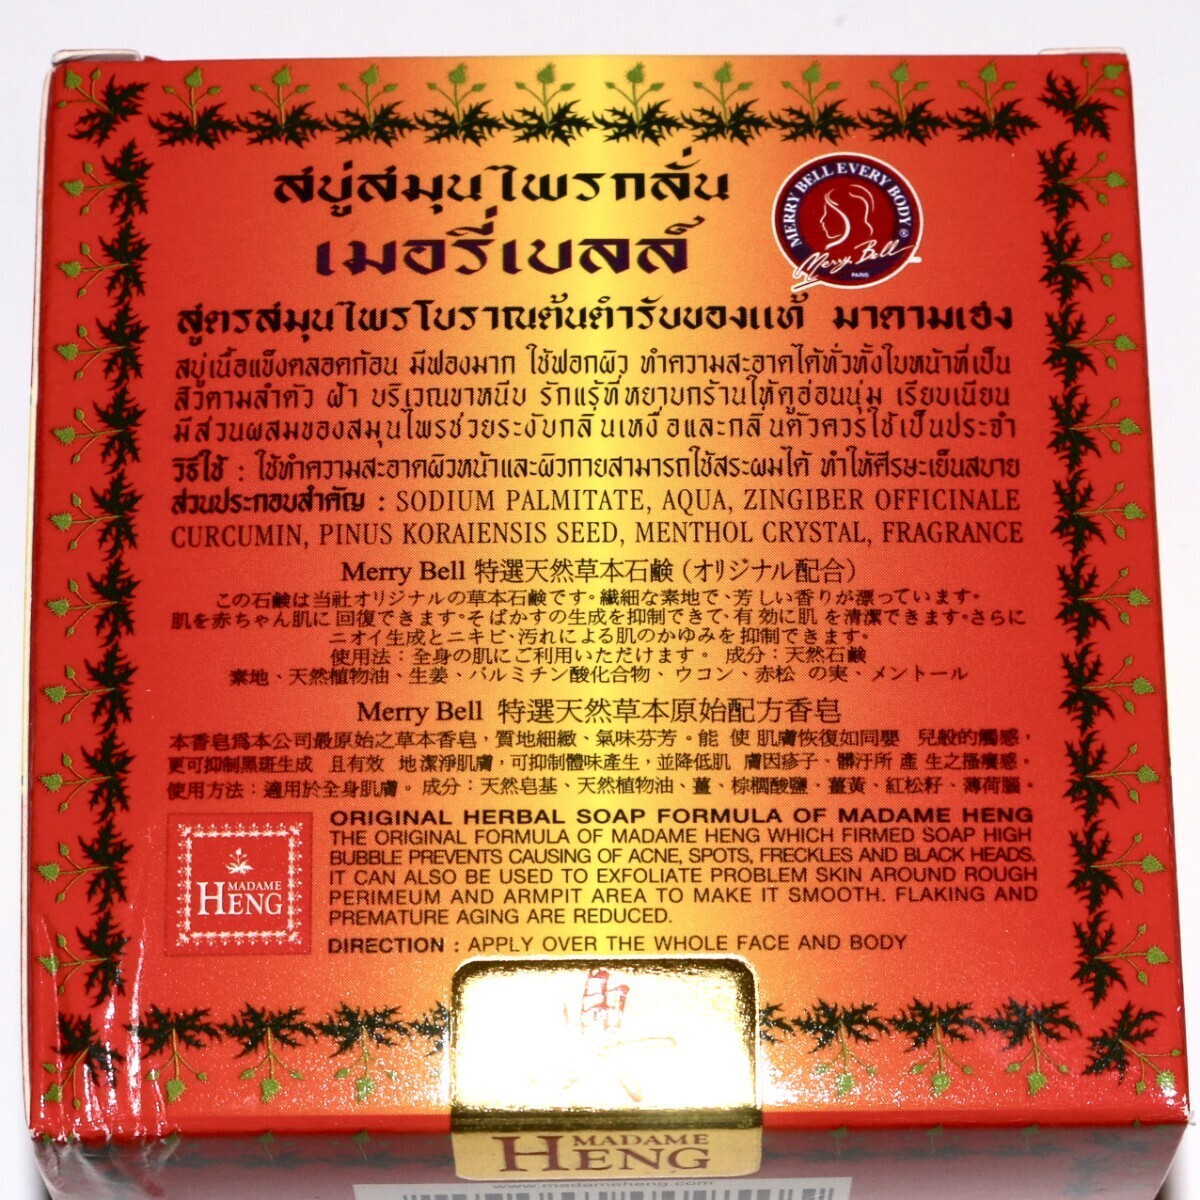 สบู่สมุนไพรกลั่น
เมอรี่เบลล์
MERRY BELL EVERY BODY
®
Merry Bell
PARIS
สูตรสมุนไพรโบราณต้นตำรับของแท้ มาดามเฮง
สบู่เนื้อแข็งตลอดก้อน มีฟองมาก ใช้ฟอกผิว ทำความสะอาดได้ทั่วทั้งใบหน้าที่เป็น
สิวตามลำตัว ฝ้า บริเวณขาหนีบ รักแร้ที่หยาบกร้านให้ดูอ่อนนุ่ม เรียบเนียน
มีส่วนผสมของสมุนไพรช่วยระงับกลิ่นเหงื่อและกลิ่นตัวควรใช้เป็นประจำ
วิธีใช้ : ใช้ทำความสะอาดผิวหน้าและผิวกายสามารถใช้สระผมได้ ทำให้ศีรษะเย็นสบาย
ส่วนประกอบสำคัญ : SODIUM PALMITATE, AQUA, ZINGIBER OFFICINALE
CURCUMIN, PINUS KORAIENSIS SEED, MENTHOL CRYSTAL, FRAGRANCE
Merry Bell 特選天然草本石鹸 (オリジナル配合)
この石鹸は当社オリジナルの草本石鹸です。繊細な素地で、芳しい香りが漂っています。
肌を赤ちゃん肌に 回復できます。そばかすの生成を抑制できて、有 効に肌 を清潔できます。さらに
ニオイ生成とニキビ、汚れによる肌のかゆみを抑制できます。
使用法：全身の肌にご利用いただけます。 成分：天然石鹸
素地、天然植物油、生姜、パルミチン酸化合物、ウコン、赤松 の実、メントール
Merry Bell 特選天然草本原始配方香皂
本香皂爲本公司最原始之草本香皂，質地細緻、氣味芬芳。能 使 肌膚恢復如同嬰 兒般的觸感，
更可抑制黑斑生成 且有效 地潔淨肌膚，可抑制體味產生，並降低肌 膚因疹子、髒汙所 產 生之搔癢感。
使用方法：適用於全身肌膚。 成分：天然皂基、天然植物油、薑、棕櫚酸鹽、薑黃、紅松籽、薄荷腦。
ORIGINAL HERBAL SOAP FORMULA OF MADAME HENG
THE ORIGINAL FORMULA OF MADAME HENG WHICH FIRMED SOAP HIGH
BUBBLE PREVENTS CAUSING OF ACNE, SPOTS, FRECKLES AND BLACK HEADS.
IT CAN ALSO BE USED TO EXFOLIATE PROBLEM SKIN AROUND ROUGH
PERIMEUM AND ARMPIT AREA TO MAKE IT SMOOTH. FLAKING AND
PREMATURE AGING ARE REDUCED.
DIRECTION : APPLY OVER THE WHOLE FACE AND BODY
MADAME
HENG
MADAME
HENG
www.madameheng.com